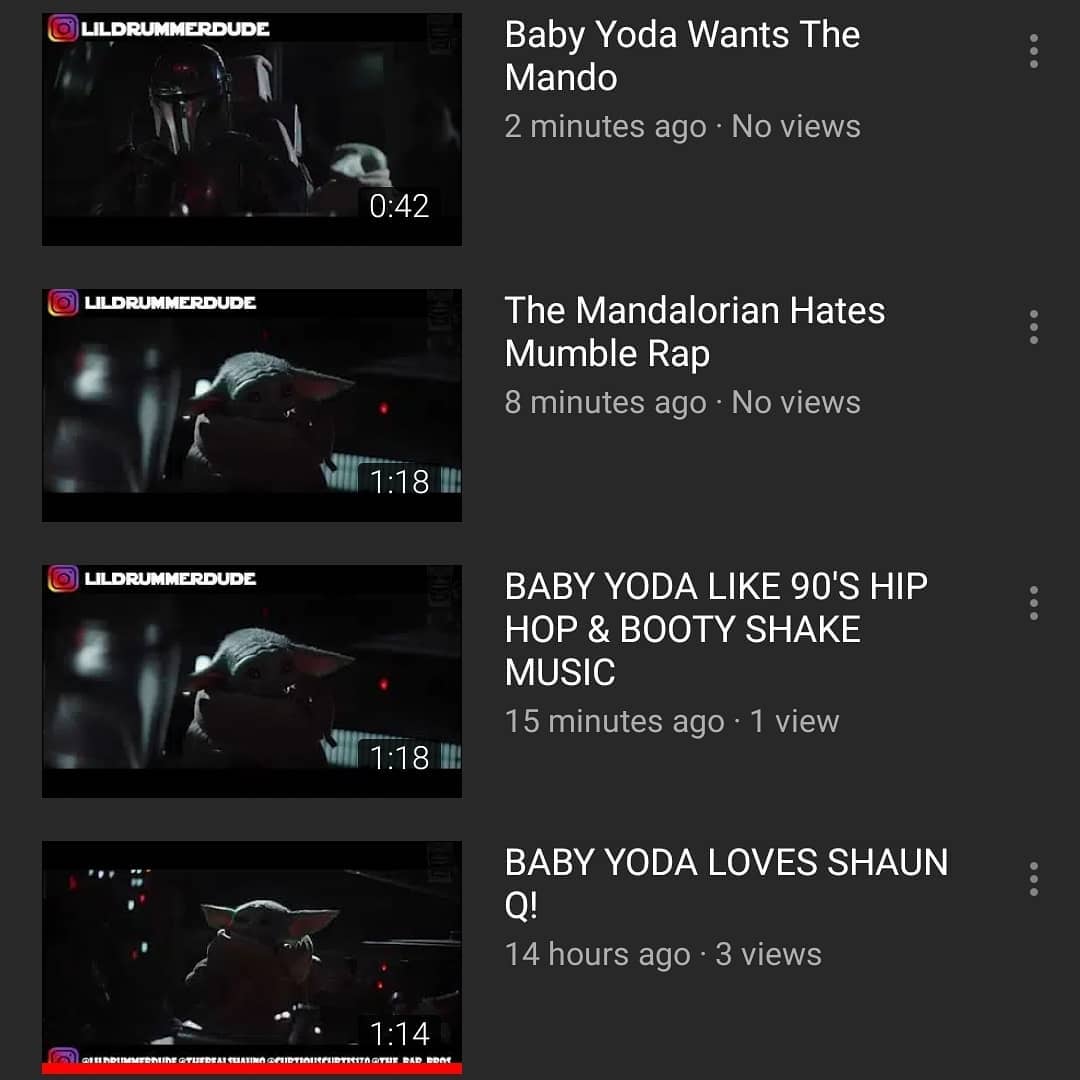 LILDRUMMERDUDE
0:42
Baby Yoda Wants The
Mando
2 minutes ago · No views
LILDRUMMERDUDE
1:18
The Mandalorian Hates
Mumble Rap
8 minutes ago · No views
LILDRUMMERDUDE
1:18
BABY YODA LIKE 90'S HIP
HOP & BOOTY SHAKE
MUSIC
15 minutes ago · 1 view
1:14
BABY YODA LOVES SHAUN
Q!
14 hours ago · 3 views